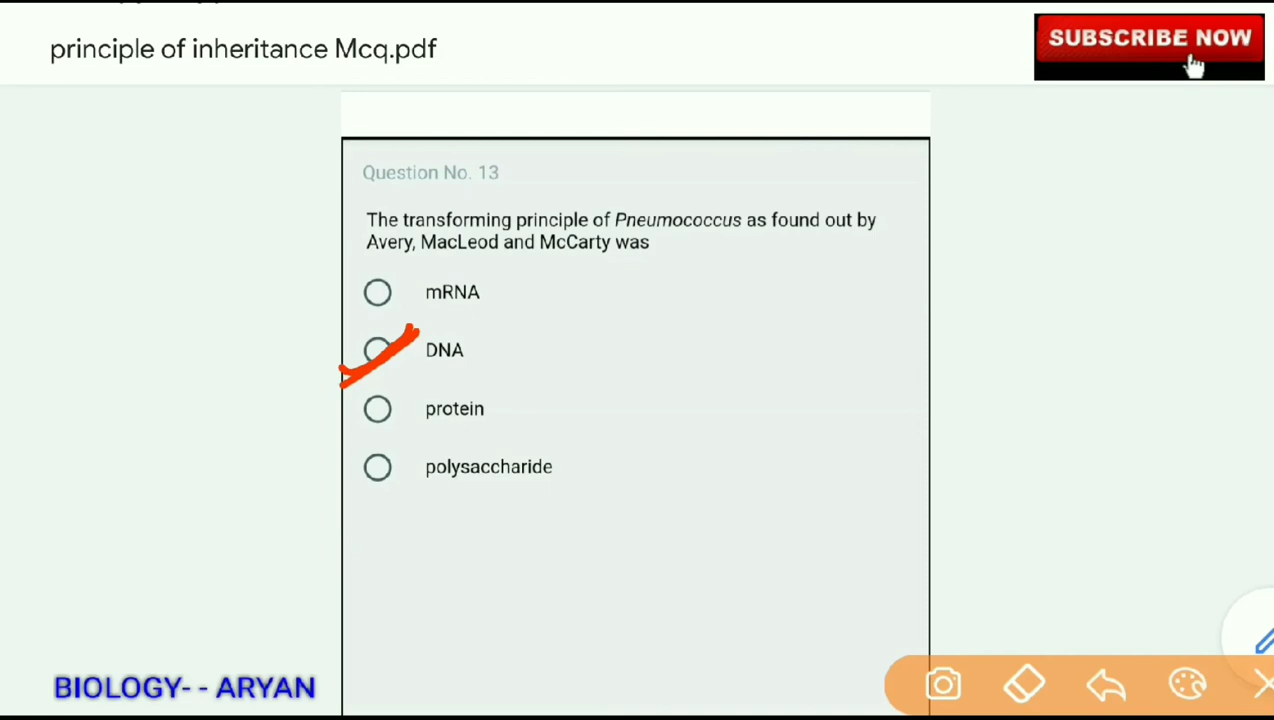 principle of inheritance Mcq.pdf
SUBSCRIBE NOW
Question No. 13
The transforming principle of Pneumococcus as found out by
Avery, MacLeod and McCarty was
mRNA
DNA
protein
polysaccharide
BIOLOGY- - ARYAN